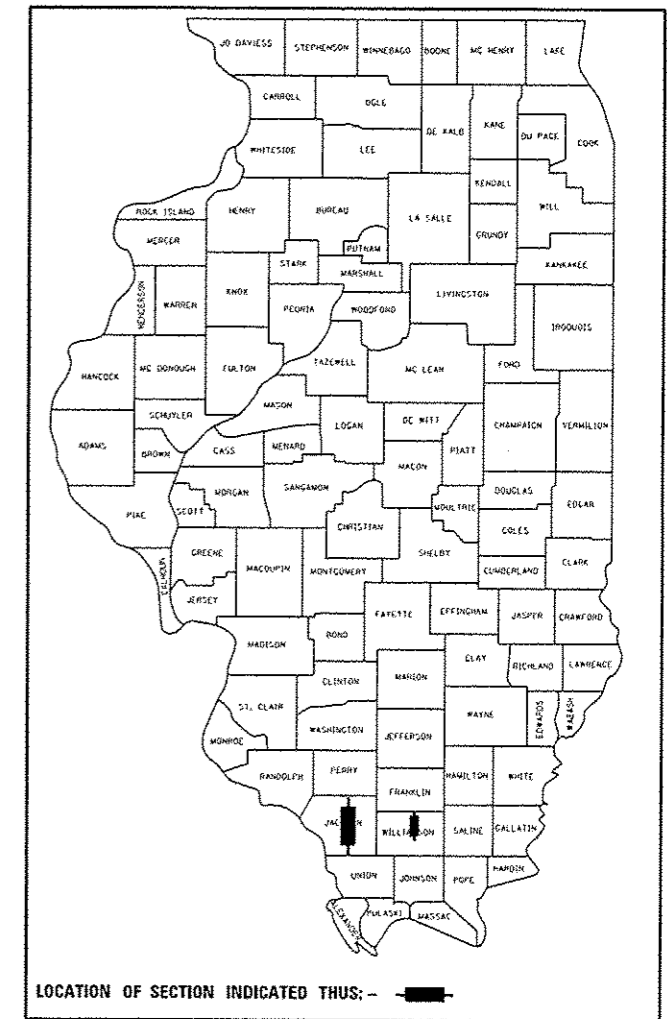 JO DAVIESS STEPHENSON WINNEBAGO BOONE MC HENRY LAKE
CARROLL OGLE DE KALB KANE DU PAGE COOK
WHITESIDE LEE KENDALL WILL
ROCK ISLAND HENRY BUREAU LA SALLE GRUNDY
MERCER STARK PUTNAM MARSHALL KANKAKEE
HENDERSON WARREN KNOX PEORIA WOODFORD LIVINGSTON IROQUOIS
HANCOCK MC DONOUGH FULTON TAZEWELL MC LEAN FORD
SCHUYLER MASON LOGAN DE WITT CHAMPAIGN VERMILION
ADAMS BROWN CASS MENARD MACON PIATT
PIKE SCOTT MORGAN SANGAMON CHRISTIAN MOULTRIE DOUGLAS EDGAR
COLES
CALHOUN GREENE MACOUPIN MONTGOMERY SHELBY CUMBERLAND CLARK
JERSEY FAYETTE EFFINGHAM JASPER CRAWFORD
MADISON BOND
CLINTON MARION CLAY RICHLAND LAWRENCE
ST. CLAIR WASHINGTON JEFFERSON WAYNE EDWARDS WABASH
MONROE
RANDOLPH PERRY FRANKLIN HAMILTON WHITE
SALINE GALLATIN
UNION JOHNSON POPE HARDIN
ALEXANDER PULASKI MASSAC
LOCATION OF SECTION INDICATED THUS: -